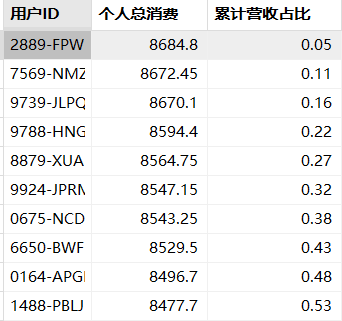 用户ID 个人总消费 累计营收占比
2889-FPW 8684.8 0.05
7569-NMZ 8672.45 0.11
9739-JLPQ 8670.1 0.16
9788-HNG 8594.4 0.22
8879-XUA 8564.75 0.27
9924-JPRM 8547.15 0.32
0675-NCD 8543.25 0.38
6650-BWF 8529.5 0.43
0164-APGI 8496.7 0.48
1488-PBLJ 8477.7 0.53